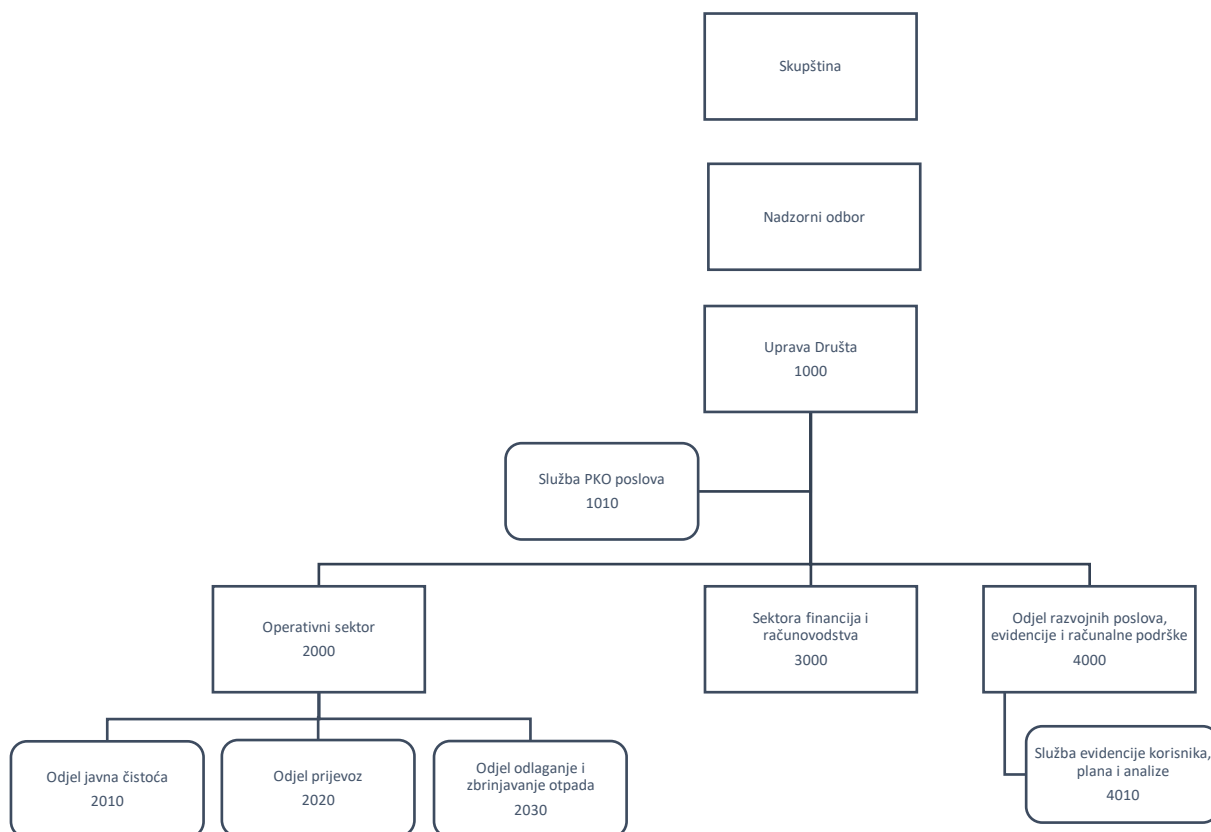 Skupština
Nadzorni odbor
Uprava Društa
1000
Služba PKO poslova
1010
Operativni sektor
2000
Sektora financija i
računovodstva
3000
Odjel razvojnih poslova,
evidencije i računalne podrške
4000
Odjel javna čistoća
2010
Odjel prijevoz
2020
Odjel odlaganje i
zbrinjavanje otpada
2030
Služba evidencije korisnika,
plana i analize
4010